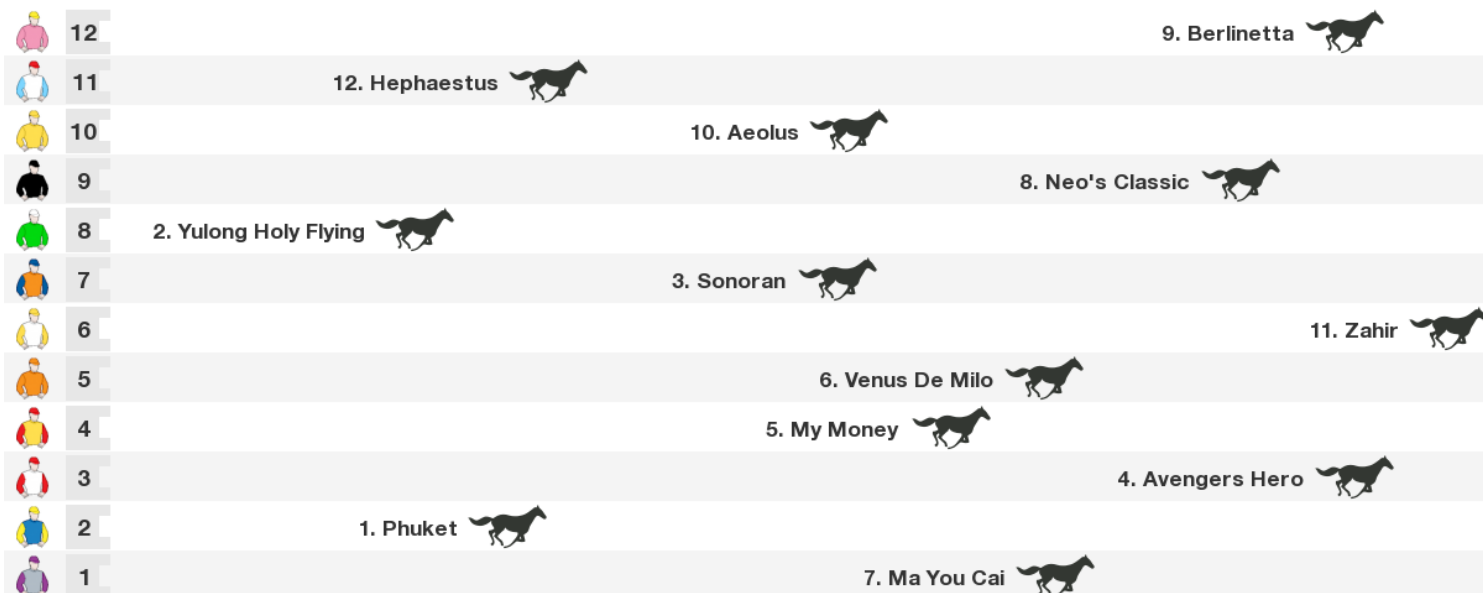 12 9. Berlinetta
11 12. Hephaestus
10 10. Aeolus
9 8. Neo's Classic
8 2. Yulong Holy Flying
7 3. Sonoran
6 11. Zahir
5 6. Venus De Milo
4 5. My Money
3 4. Avengers Hero
2 1. Phuket
1 7. Ma You Cai